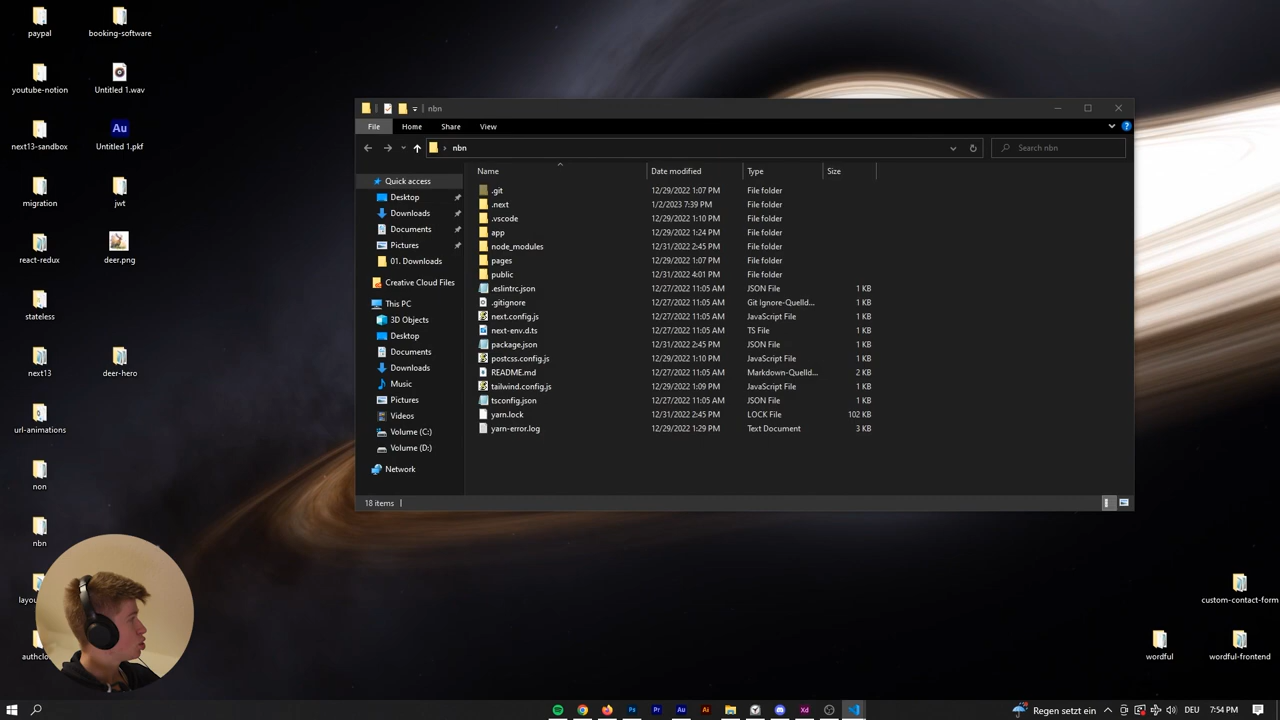 paypal
booking-software
youtube-notion
Untitled 1.wav
next13-sandbox
Au
Untitled 1.pkf
migration
jwt
react-redux
deer.png
stateless
next13
deer-hero
url-animations
non
nbn
layou
authclo
nbn
File
Home
Share
View
nbn
Search nbn
Quick access
Desktop
Downloads
Documents
Pictures
01. Downloads
Creative Cloud Files
This PC
3D Objects
Desktop
Documents
Downloads
Music
Pictures
Videos
Volume (C:)
Volume (D:)
Network
Name Date modified Type Size
.git 12/29/2022 1:07 PM File folder
.next 1/2/2023 7:39 PM File folder
.vscode 12/29/2022 1:10 PM File folder
app 12/29/2022 1:24 PM File folder
node_modules 12/31/2022 2:45 PM File folder
pages 12/29/2022 1:07 PM File folder
public 12/31/2022 4:01 PM File folder
.eslintrc.json 12/27/2022 11:05 AM JSON File 1 KB
.gitignore 12/27/2022 11:05 AM Git Ignore-Quelld... 1 KB
next.config.js 12/27/2022 11:05 AM JavaScript File 1 KB
next-env.d.ts 12/27/2022 11:05 AM TS File 1 KB
package.json 12/31/2022 2:45 PM JSON File 1 KB
postcss.config.js 12/29/2022 1:10 PM JavaScript File 1 KB
README.md 12/27/2022 11:05 AM Markdown-Quelld... 2 KB
tailwind.config.js 12/29/2022 1:09 PM JavaScript File 1 KB
tsconfig.json 12/27/2022 11:05 AM JSON File 1 KB
yarn.lock 12/31/2022 2:45 PM LOCK File 102 KB
yarn-error.log 12/29/2022 1:29 PM Text Document 3 KB
18 items
custom-contact-form
wordful
wordful-frontend
Ps
Pr
Au
Ai
Xd
Regen setzt ein
DEU
7:54 PM